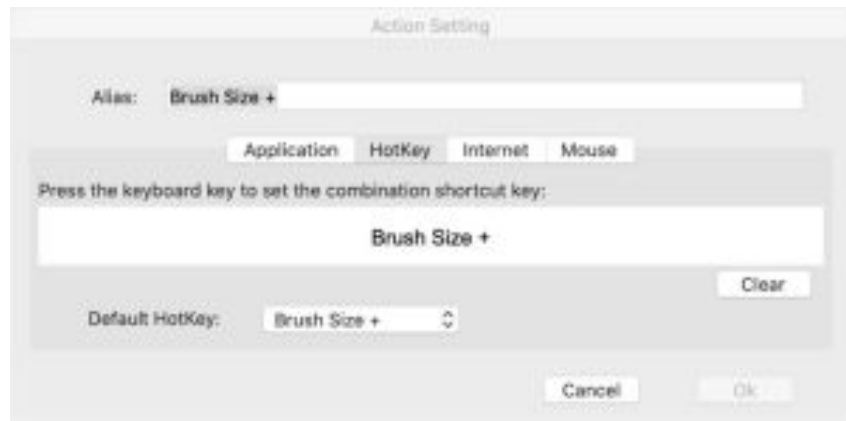 Action Setting
Alias: Brush Size +
Application HotKey Internet Mouse
Press the keyboard key to set the combination shortcut key:
Brush Size +
Clear
Default HotKey: Brush Size +
Cancel Ok